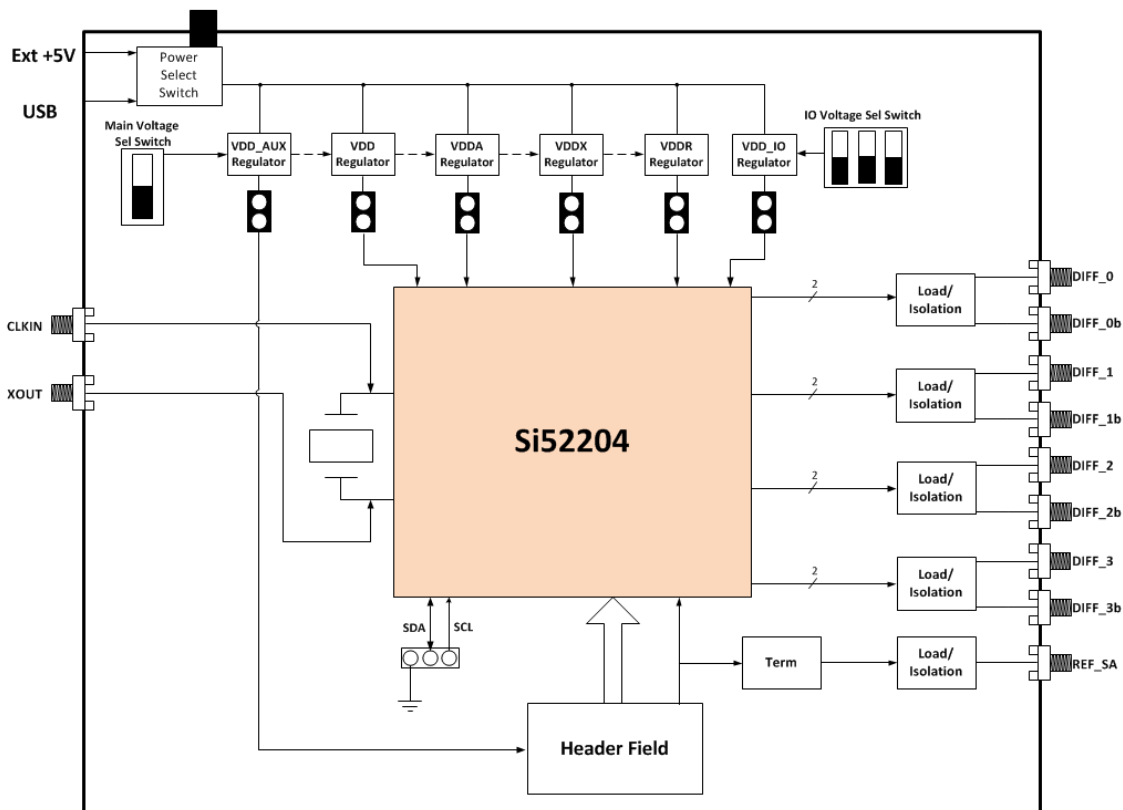 Ext +5V
USB
Power
Select
Switch
Main Voltage
Sel Switch
VDD_AUX
Regulator
VDD
Regulator
VDDA
Regulator
VDDX
Regulator
VDDR
Regulator
VDD_IO
Regulator
IO Voltage Sel Switch
CLKIN
XOUT
Si52204
2
Load/
Isolation
DIFF_0
DIFF_0b
2
Load/
Isolation
DIFF_1
DIFF_1b
2
Load/
Isolation
DIFF_2
DIFF_2b
2
Load/
Isolation
DIFF_3
DIFF_3b
SDA
SCL
Term
Load/
Isolation
REF_SA
Header Field